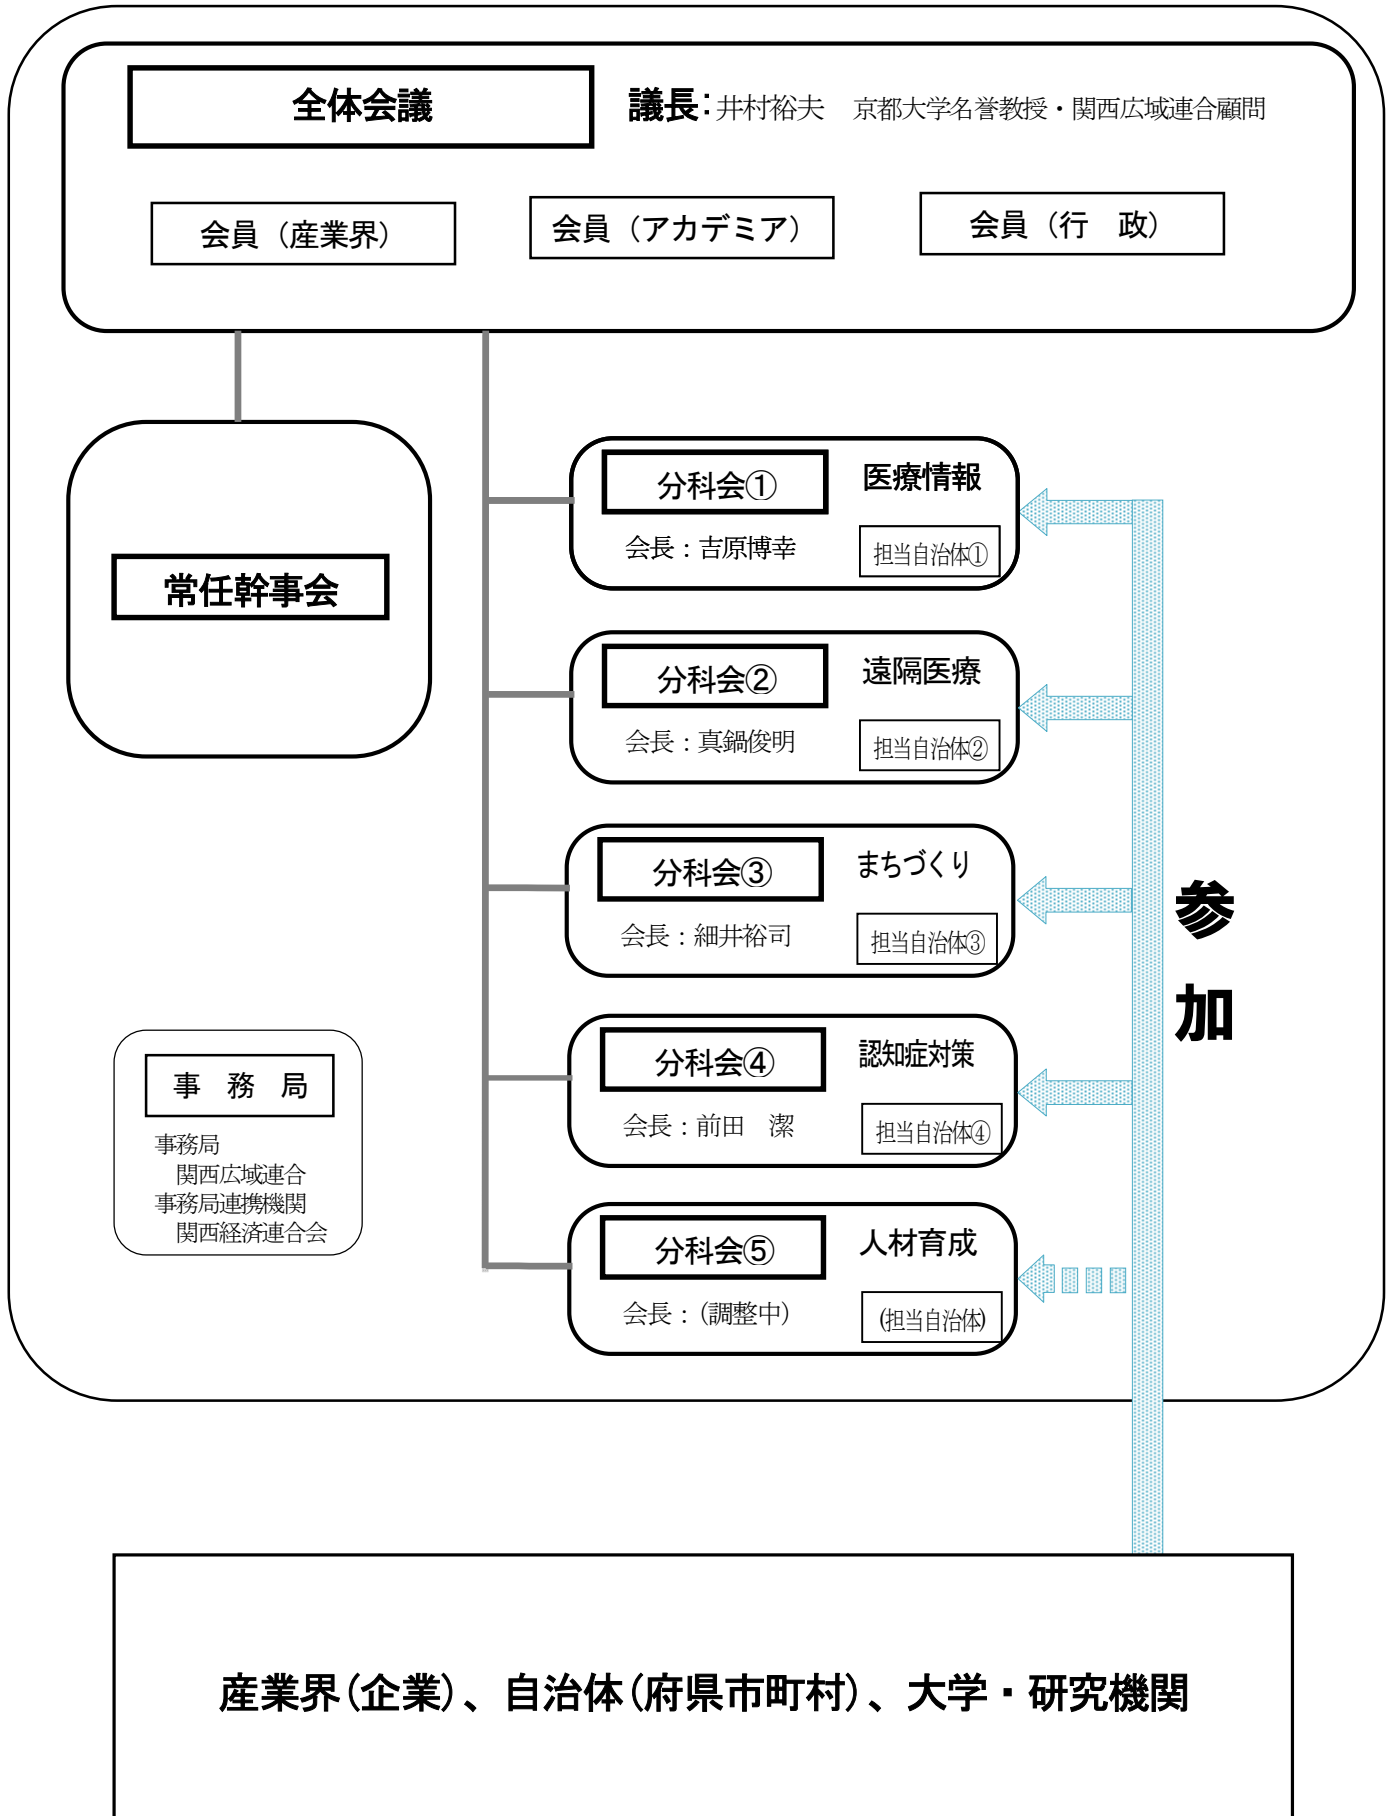 全体会議
議長：井村裕夫　京都大学名誉教授・関西広域連合顧問
会員（産業界）
会員（アカデミア）
会員（行　政）
常任幹事会
分科会①
医療情報
会長：吉原博幸
担当自治体①
分科会②
遠隔医療
会長：真鍋俊明
担当自治体②
分科会③
まちづくり
会長：細井裕司
担当自治体③
分科会④
認知症対策
会長：前田　潔
担当自治体④
分科会⑤
人材育成
会長：（調整中）
(担当自治体)
参
加
事　務　局
事務局
関西広域連合
事務局連携機関
関西経済連合会
産業界（企業）、自治体（府県市町村）、大学・研究機関